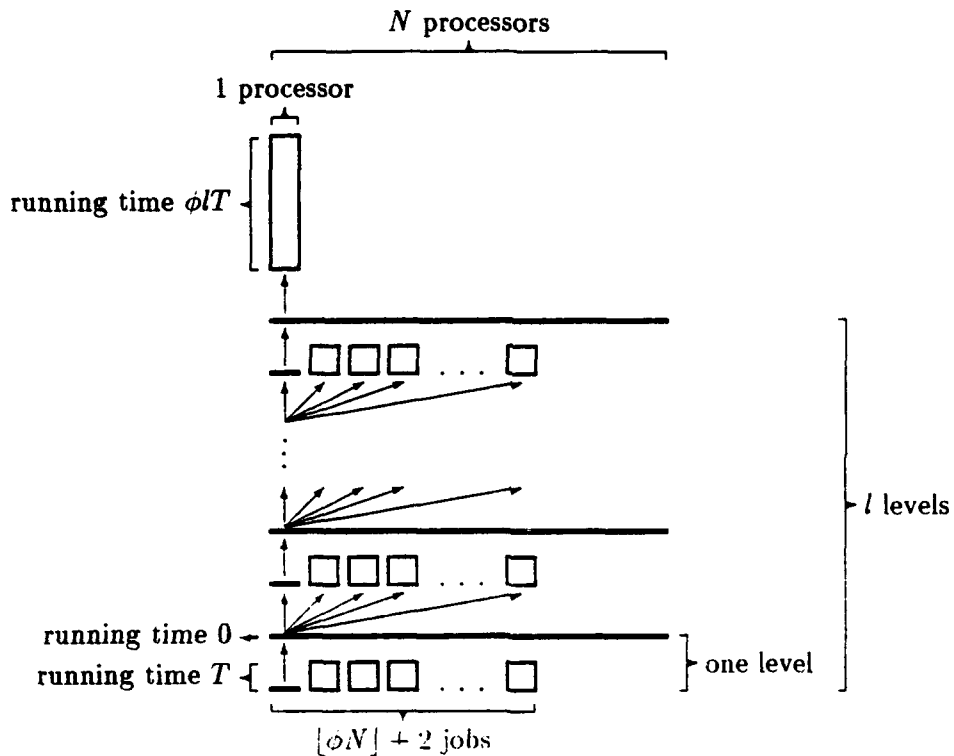 N processors
1 processor
running time ϕlT
. . .
⋮
l levels
. . .
running time 0
one level
running time T
. . .
⌊ϕN⌋ + 2 jobs